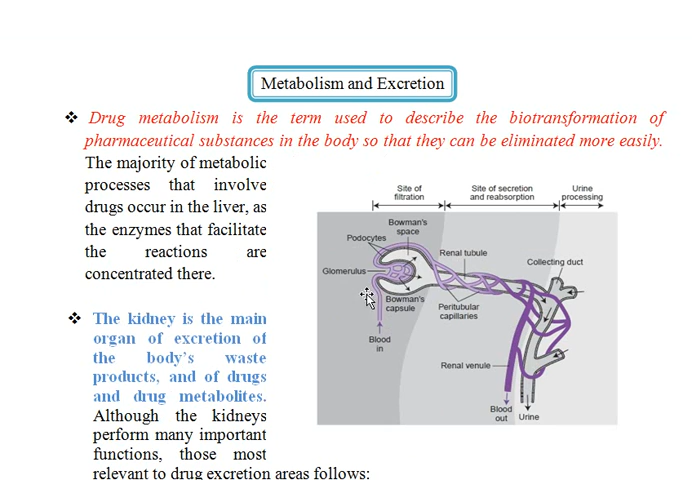 Metabolism and Excretion
❖ Drug metabolism is the term used to describe the biotransformation of
pharmaceutical substances in the body so that they can be eliminated more easily.
The majority of metabolic
processes that involve
drugs occur in the liver, as
the enzymes that facilitate
the reactions are
concentrated there.
❖ The kidney is the main
organ of excretion of
the body's waste
products, and of drugs
and drug metabolites.
Although the kidneys
perform many important
functions, those most
relevant to drug excretion areas follows:
Site of
filtration
Site of secretion
and reabsorption
Urine
processing
Bowman's
space
Podocytes
Renal tubule
Collecting duct
Glomerulus
Bowman's
capsule
Peritubular
capillaries
Blood
in
Renal venule
Blood
out
Urine